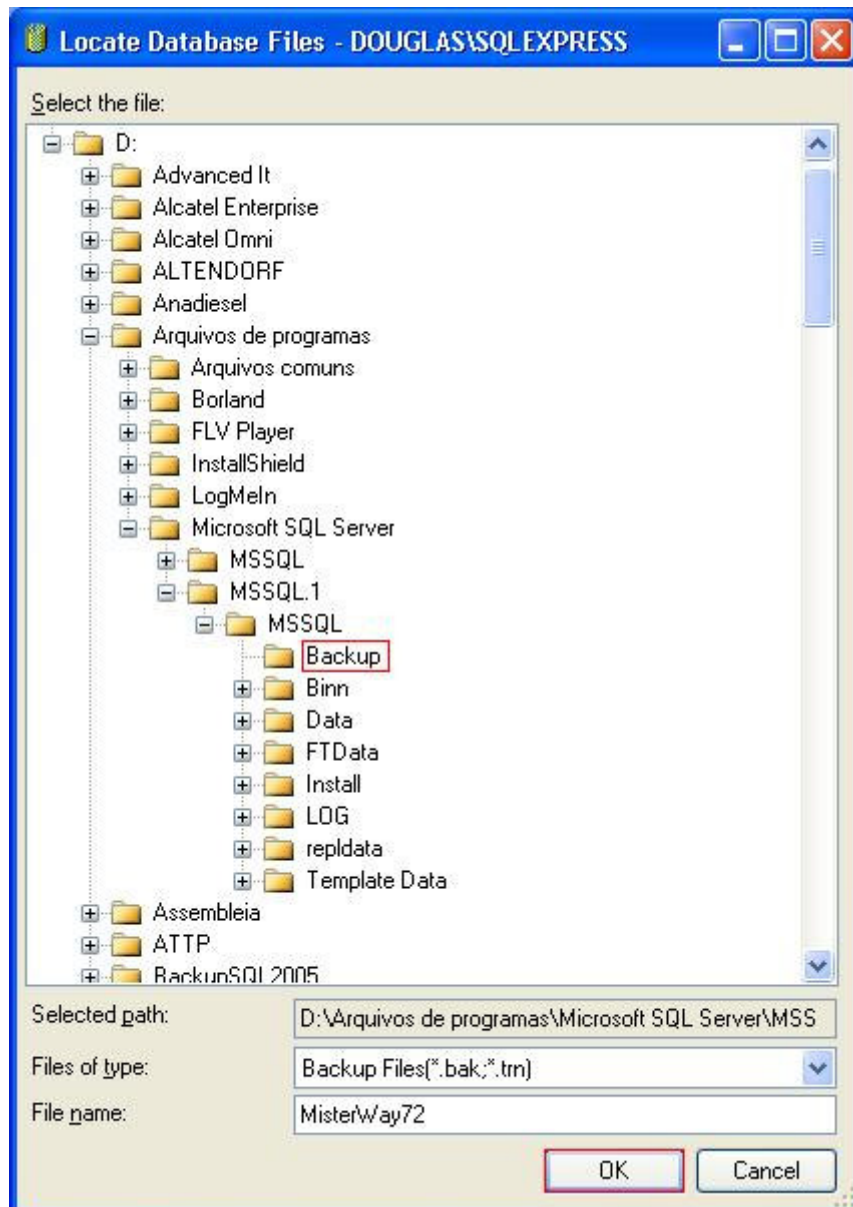 Locate Database Files - DOUGLAS\SQLEXPRESS
Select the file:
D:
Advanced It
Alcatel Enterprise
Alcatel Omni
ALTENDORF
Anadiesel
Arquivos de programas
Arquivos comuns
Borland
FLV Player
InstallShield
LogMeIn
Microsoft SQL Server
MSSQL
MSSQL.1
MSSQL
Backup
Binn
Data
FTData
Install
LOG
repldata
Template Data
Assembleia
ATTP
BackupSQL2005
Selected path: D:\Arquivos de programas\Microsoft SQL Server\MSS
Files of type: Backup Files(*.bak;*.trn)
File name: MisterWay72
OK Cancel